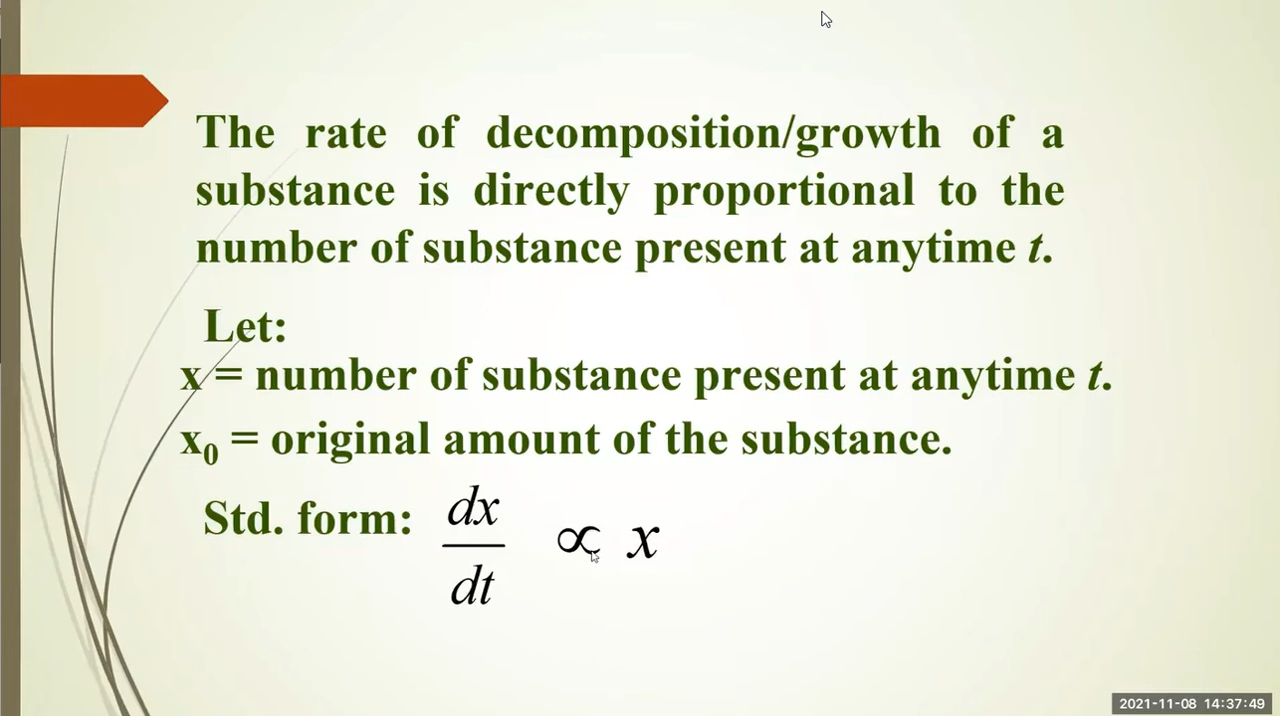 The rate of decomposition/growth of a
substance is directly proportional to the
number of substance present at anytime t.
Let:
x = number of substance present at anytime t.
x₀ = original amount of the substance.
Std. form: dx/dt ∝ x
2021-11-08 14:37:49